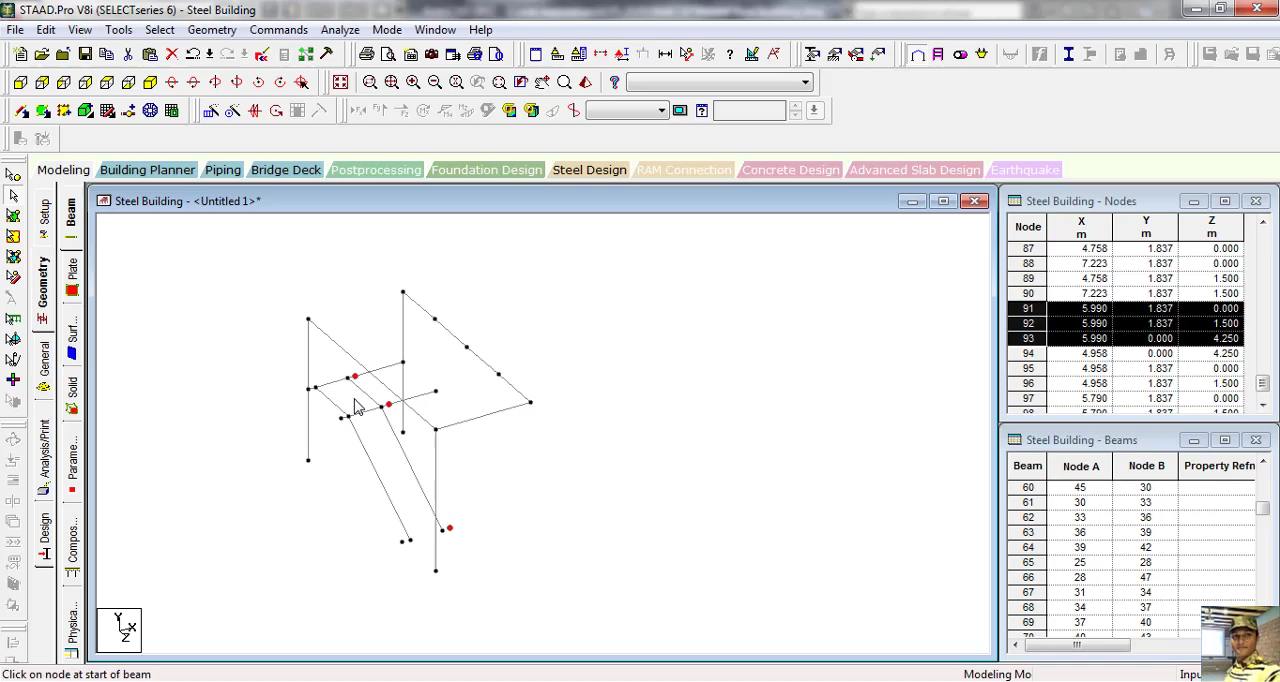 STAAD.Pro V8i (SELECTseries 6) - Steel Building
File Edit View Tools Select Geometry Commands Analyze Mode Window Help
Modeling Building Planner Piping Bridge Deck Postprocessing Foundation Design Steel Design RAM Connection Concrete Design Advanced Slab Design Earthquake
Setup
Geometry
General
Analysis/Print
Design
Beam
Plate
Surf...
Solid
Parame...
Compos...
Physica...
Steel Building - <Untitled 1>*
Y
X
Z
Steel Building - Nodes
Node X Y Z
m m m
87 4.758 1.837 0.000
88 7.223 1.837 0.000
89 4.758 1.837 1.500
90 7.223 1.837 1.500
91 5.990 1.837 0.000
92 5.990 1.837 1.500
93 5.990 0.000 4.250
94 4.958 0.000 4.250
95 4.958 1.837 1.500
96 4.958 1.837 0.000
97 5.790 0.000 4.250
Steel Building - Beams
Beam Node A Node B Property Refn
60 45 30
61 30 33
62 33 36
63 36 39
64 39 42
65 25 28
66 28 47
67 31 34
68 34 37
69 37 40
Click on node at start of beam
Modeling Mo
Inpu